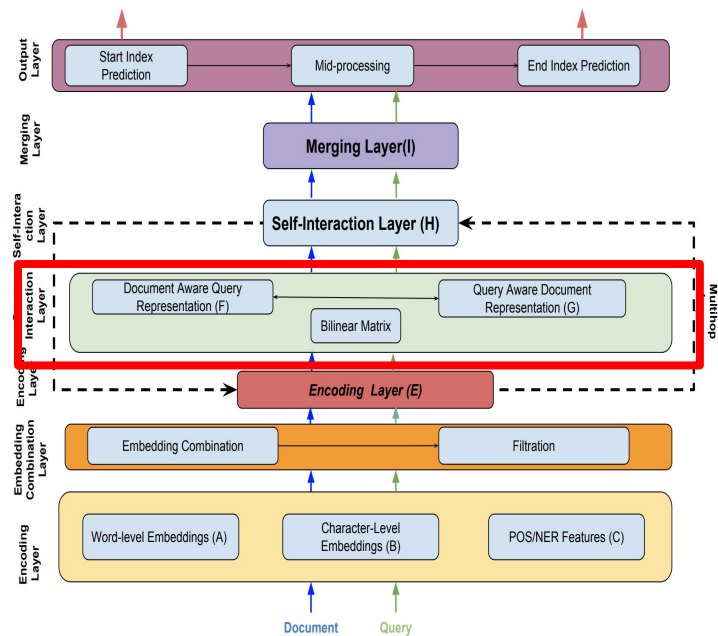 Output
Layer
Start Index
Prediction
Mid-processing
End Index Prediction
Merging
Layer
Merging Layer(I)
Self-Intera
ction
Layer
Self-Interaction Layer (H)
Interaction
Layer
Document Aware Query
Representation (F)
Query Aware Document
Representation (G)
Bilinear Matrix
Multihop
Encoding
Layer
Encoding Layer (E)
Embedding
Combination
Layer
Embedding Combination
Filtration
Encoding
Layer
Word-level Embeddings (A)
Character-Level
Embeddings (B)
POS/NER Features (C)
Document
Query